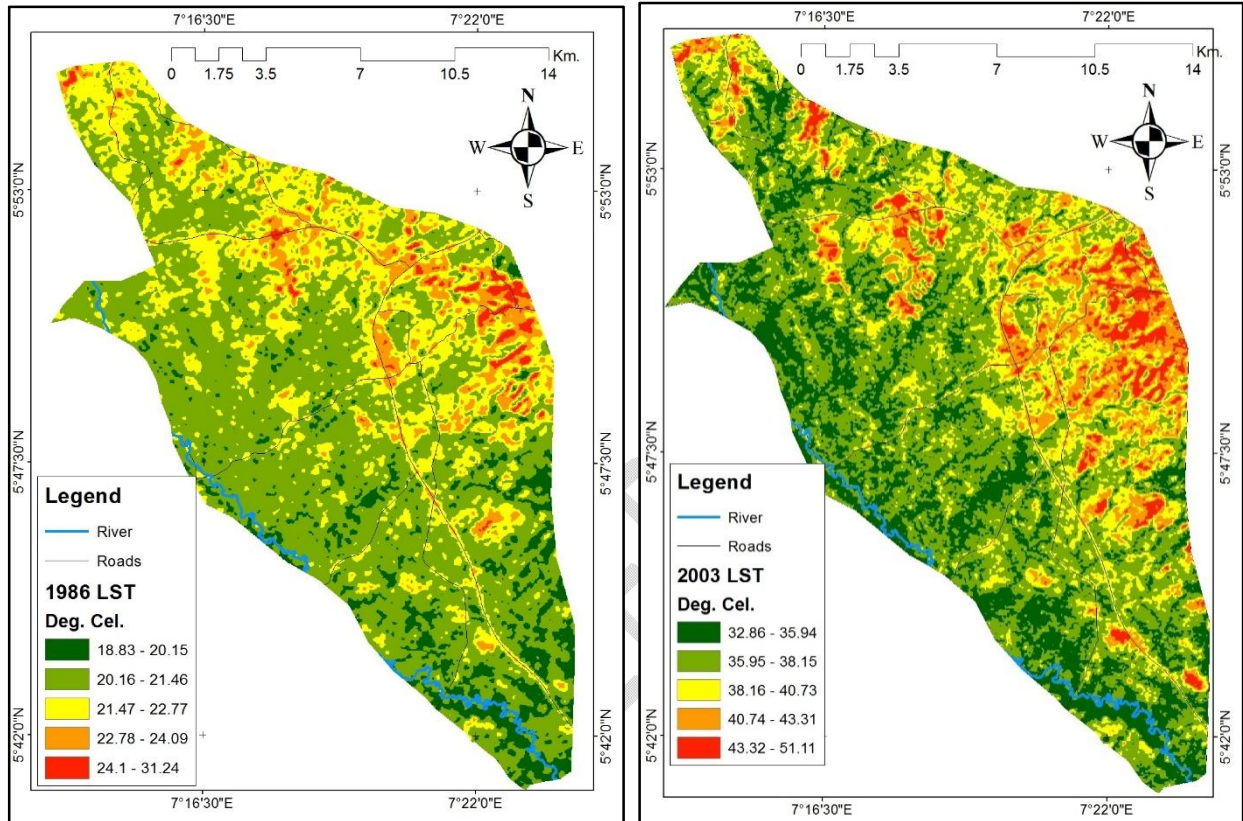 7°16'30"E 7°22'0"E
Km.
0 1.75 3.5 7 10.5 14
N
W E
S
5°53'0"N 5°53'0"N
5°47'30"N 5°47'30"N
Legend
River
Roads
1986 LST
Deg. Cel.
18.83 - 20.15
20.16 - 21.46
21.47 - 22.77
22.78 - 24.09
24.1 - 31.24
5°42'0"N 5°42'0"N
7°16'30"E 7°22'0"E
7°16'30"E 7°22'0"E
Km.
0 1.75 3.5 7 10.5 14
N
W E
S
5°53'0"N 5°53'0"N
5°47'30"N 5°47'30"N
Legend
River
Roads
2003 LST
Deg. Cel.
32.86 - 35.94
35.95 - 38.15
38.16 - 40.73
40.74 - 43.31
43.32 - 51.11
5°42'0"N 5°42'0"N
7°16'30"E 7°22'0"E